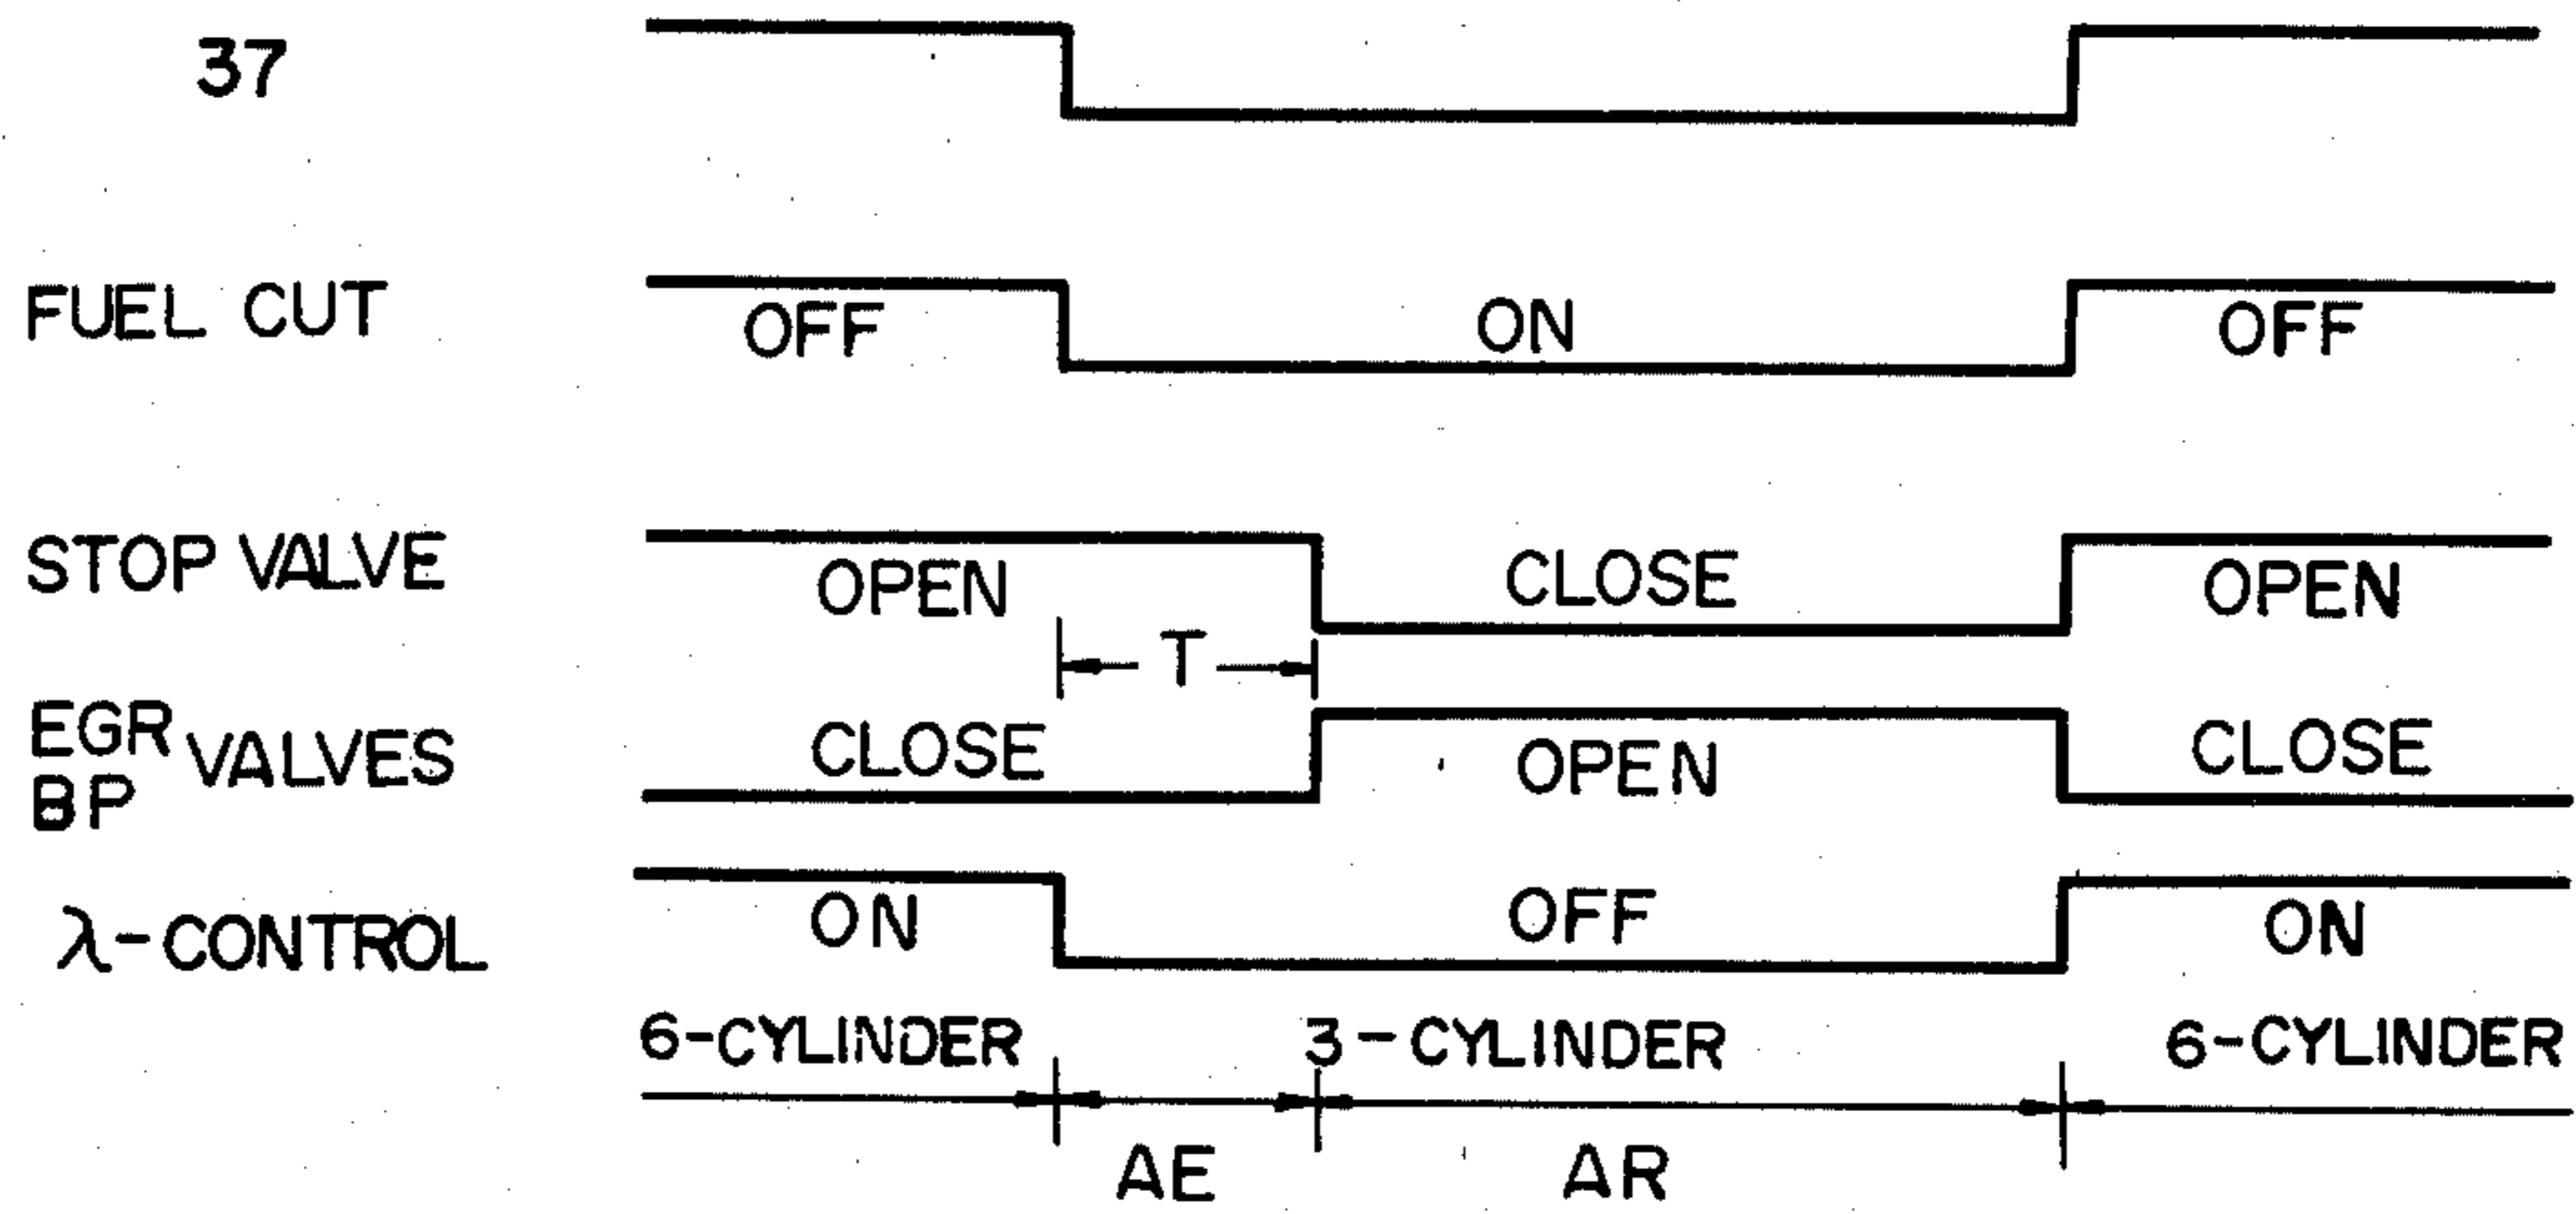 37
FUEL CUT
OFF ON OFF
STOP VALVE
OPEN CLOSE OPEN
T
EGR
BP VALVES
CLOSE OPEN CLOSE
λ-CONTROL
ON OFF ON
6-CYLINDER 3-CYLINDER 6-CYLINDER
AE AR